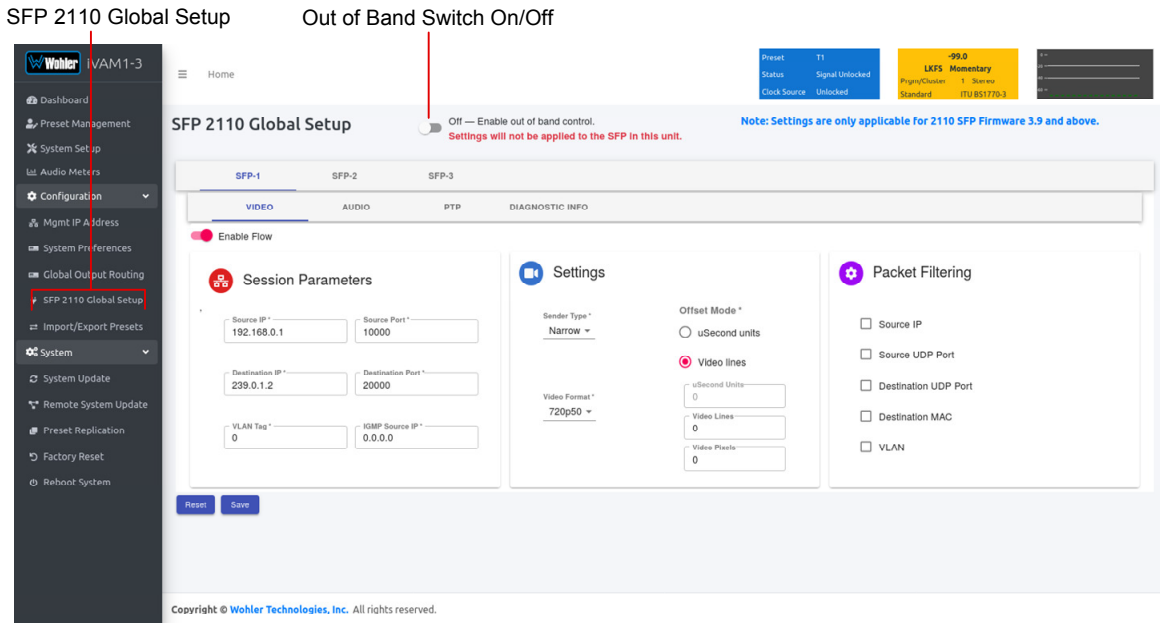 SFP 2110 Global Setup
Out of Band Switch On/Off
Wohler iVAM1-3
Home
Preset T1
Status Signal Unlocked
Clock Source Unlocked
-99.0
LKFS Momentary
Prgm/Cluster 1 Stereo
Standard ITU BS1770-3
Dashboard
Preset Management
System Setup
Audio Meters
Configuration
Mgmt IP Address
System Preferences
Global Output Routing
SFP 2110 Global Setup
Import/Export Presets
System
System Update
Remote System Update
Preset Replication
Factory Reset
Reboot System
SFP 2110 Global Setup
Off — Enable out of band control.
Settings will not be applied to the SFP in this unit.
Note: Settings are only applicable for 2110 SFP Firmware 3.9 and above.
SFP-1 SFP-2 SFP-3
VIDEO AUDIO PTP DIAGNOSTIC INFO
Enable Flow
Session Parameters
Source IP *
192.168.0.1
Source Port *
10000
Destination IP *
239.0.1.2
Destination Port *
20000
VLAN Tag *
0
IGMP Source IP *
0.0.0.0
Settings
Sender Type *
Narrow
Video Format *
720p50
Offset Mode *
uSecond units
Video lines
uSecond Units
0
Video Lines
0
Video Pixels
0
Packet Filtering
Source IP
Source UDP Port
Destination UDP Port
Destination MAC
VLAN
Reset Save
Copyright © Wohler Technologies, Inc. All rights reserved.